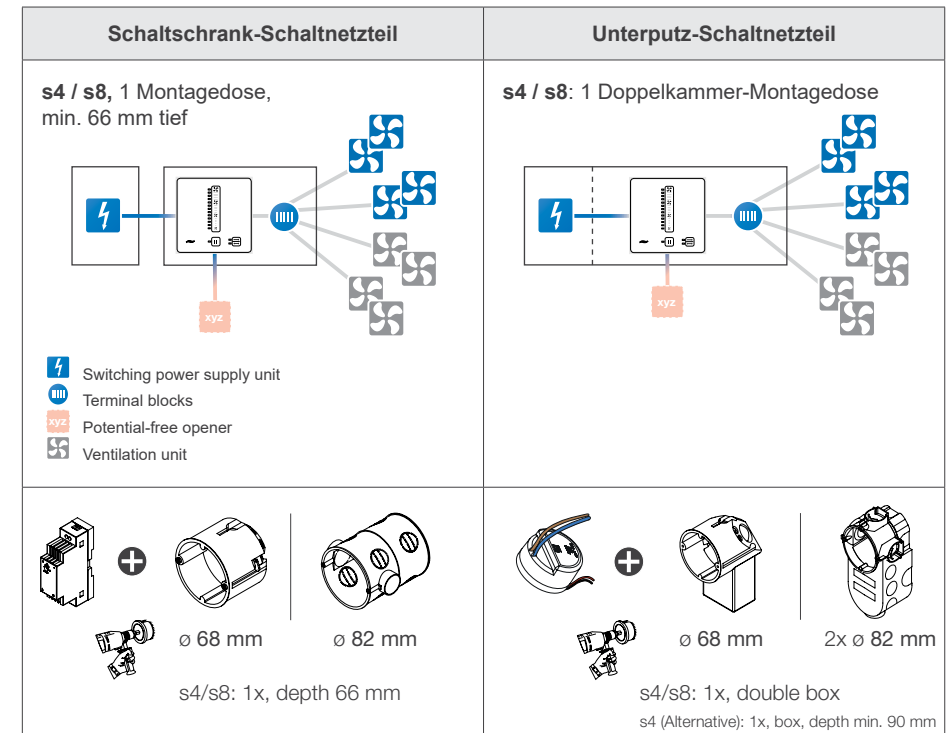 Schaltschrank-Schaltnetzteil
Unterputz-Schaltnetzteil
s4 / s8, 1 Montagedose,
min. 66 mm tief
xyz
Switching power supply unit
Terminal blocks
xyz
Potential-free opener
Ventilation unit
s4 / s8: 1 Doppelkammer-Montagedose
xyz
ø 68 mm
ø 82 mm
s4/s8: 1x, depth 66 mm
ø 68 mm
2x ø 82 mm
s4/s8: 1x, double box
s4 (Alternative): 1x, box, depth min. 90 mm